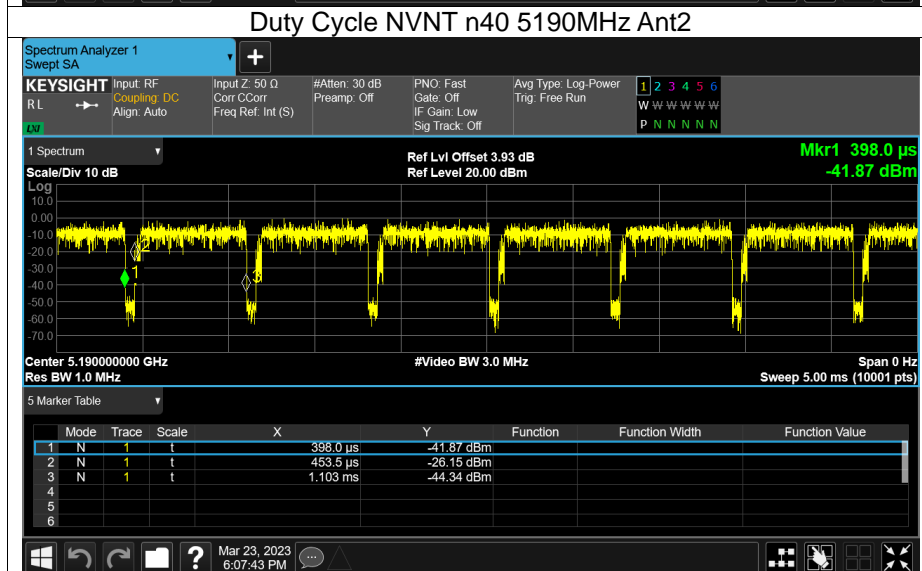 Duty Cycle NVNT n40 5190MHz Ant2
Spectrum Analyzer 1
Swept SA
KEYSIGHT
R L
LXI
Input: RF
Coupling: DC
Align: Auto
Input Z: 50 Ω
Corr CCorr
Freq Ref: Int (S)
#Atten: 30 dB
Preamp: Off
PNO: Fast
Gate: Off
IF Gain: Low
Sig Track: Off
Avg Type: Log-Power
Trig: Free Run
1 2 3 4 5 6
W W W W W W
P N N N N N
1 Spectrum
Scale/Div 10 dB
Ref Lvl Offset 3.93 dB
Ref Level 20.00 dBm
Mkr1 398.0 µs
-41.87 dBm
Log
10.0
0.00
-10.0
-20.0
-30.0
-40.0
-50.0
-60.0
-70.0
2
1
3
Center 5.190000000 GHz
Res BW 1.0 MHz
#Video BW 3.0 MHz
Span 0 Hz
Sweep 5.00 ms (10001 pts)
5 Marker Table
Mode Trace Scale X Y Function Function Width Function Value
1 N 1 t 398.0 µs -41.87 dBm
2 N 1 t 453.5 µs -26.15 dBm
3 N 1 t 1.103 ms -44.34 dBm
4
5
6
?
Mar 23, 2023
6:07:43 PM